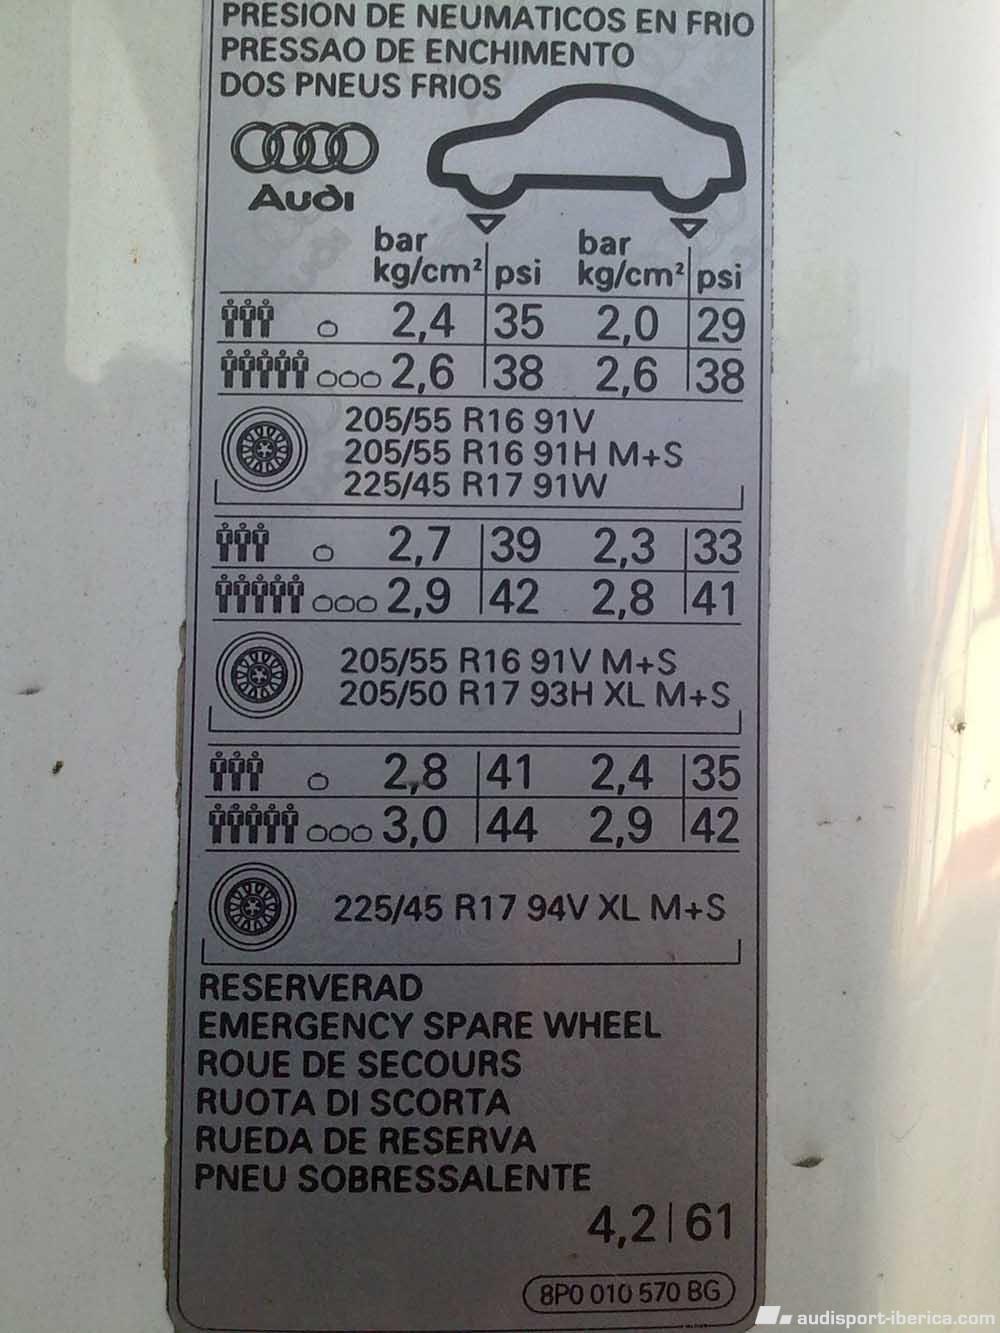 PRESION DE NEUMATICOS EN FRIO
PRESSAO DE ENCHIMENTO
DOS PNEUS FRIOS
Audi
bar bar
kg/cm² psi kg/cm² psi
2,4 35 2,0 29
2,6 38 2,6 38
205/55 R16 91V
205/55 R16 91H M+S
225/45 R17 91W
2,7 39 2,3 33
2,9 42 2,8 41
205/55 R16 91V M+S
205/50 R17 93H XL M+S
2,8 41 2,4 35
3,0 44 2,9 42
225/45 R17 94V XL M+S
RESERVERAD
EMERGENCY SPARE WHEEL
ROUE DE SECOURS
RUOTA DI SCORTA
RUEDA DE RESERVA
PNEU SOBRESSALENTE
4,2|61
8P0 010 570 BG
audisport-iberica.com